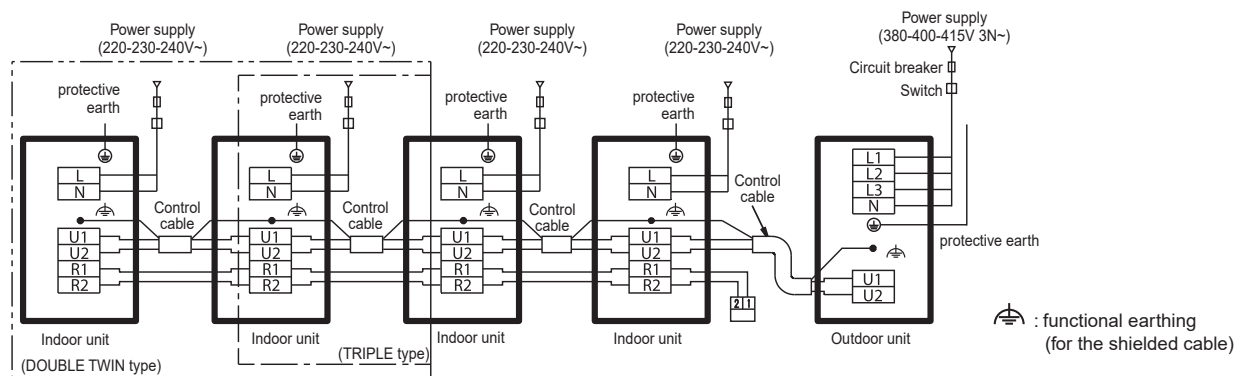 Power supply
(220-230-240V~)
Power supply
(220-230-240V~)
Power supply
(220-230-240V~)
Power supply
(220-230-240V~)
Power supply
(380-400-415V 3N~)
Circuit breaker
Switch
protective
earth
protective
earth
protective
earth
protective
earth
L
N
L
N
L
N
L
N
L1
L2
L3
N
Control
cable
Control
cable
Control
cable
Control
cable
protective earth
U1
U2
R1
R2
U1
U2
R1
R2
U1
U2
R1
R2
U1
U2
R1
R2
2 1
U1
U2
Indoor unit
Indoor unit
Indoor unit
Indoor unit
Outdoor unit
(DOUBLE TWIN type)
(TRIPLE type)
: functional earthing
(for the shielded cable)